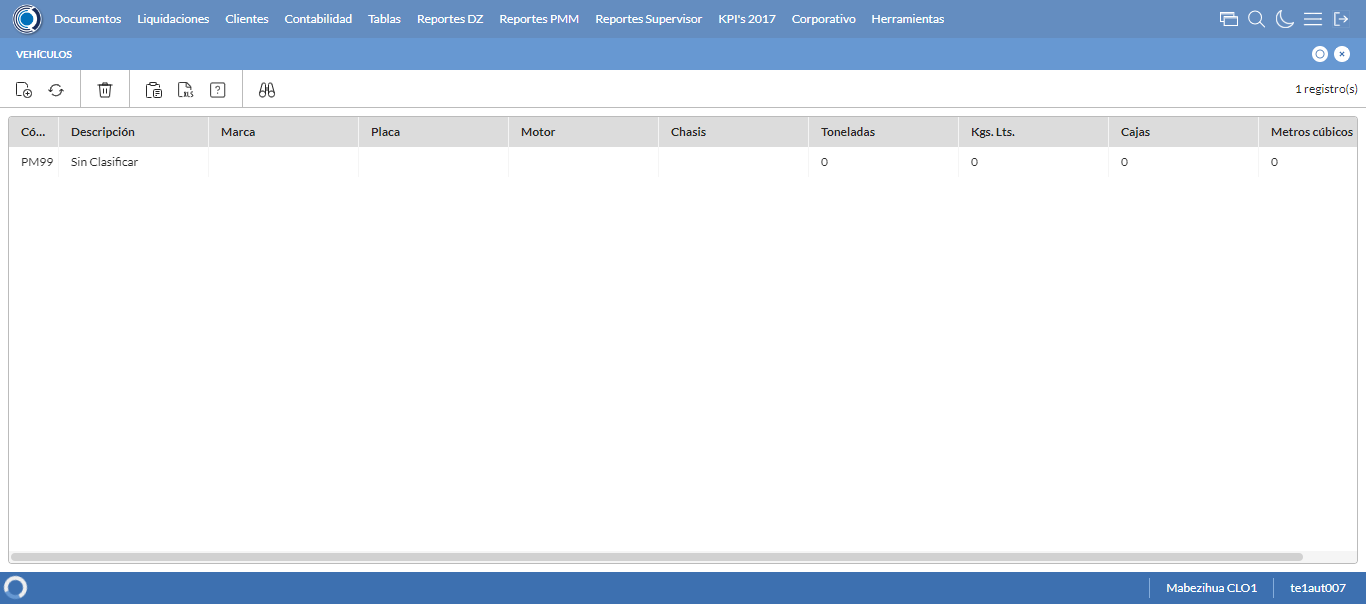 Documentos Liquidaciones Clientes Contabilidad Tablas Reportes DZ Reportes PMM Reportes Supervisor KPI's 2017 Corporativo Herramientas
VEHÍCULOS
XLS ? 1 registro(s)
Có... Descripción Marca Placa Motor Chasis Toneladas Kgs. Lts. Cajas Metros cúbicos
PM99 Sin Clasificar 0 0 0 0
Mabezihua CLO1 te1aut007